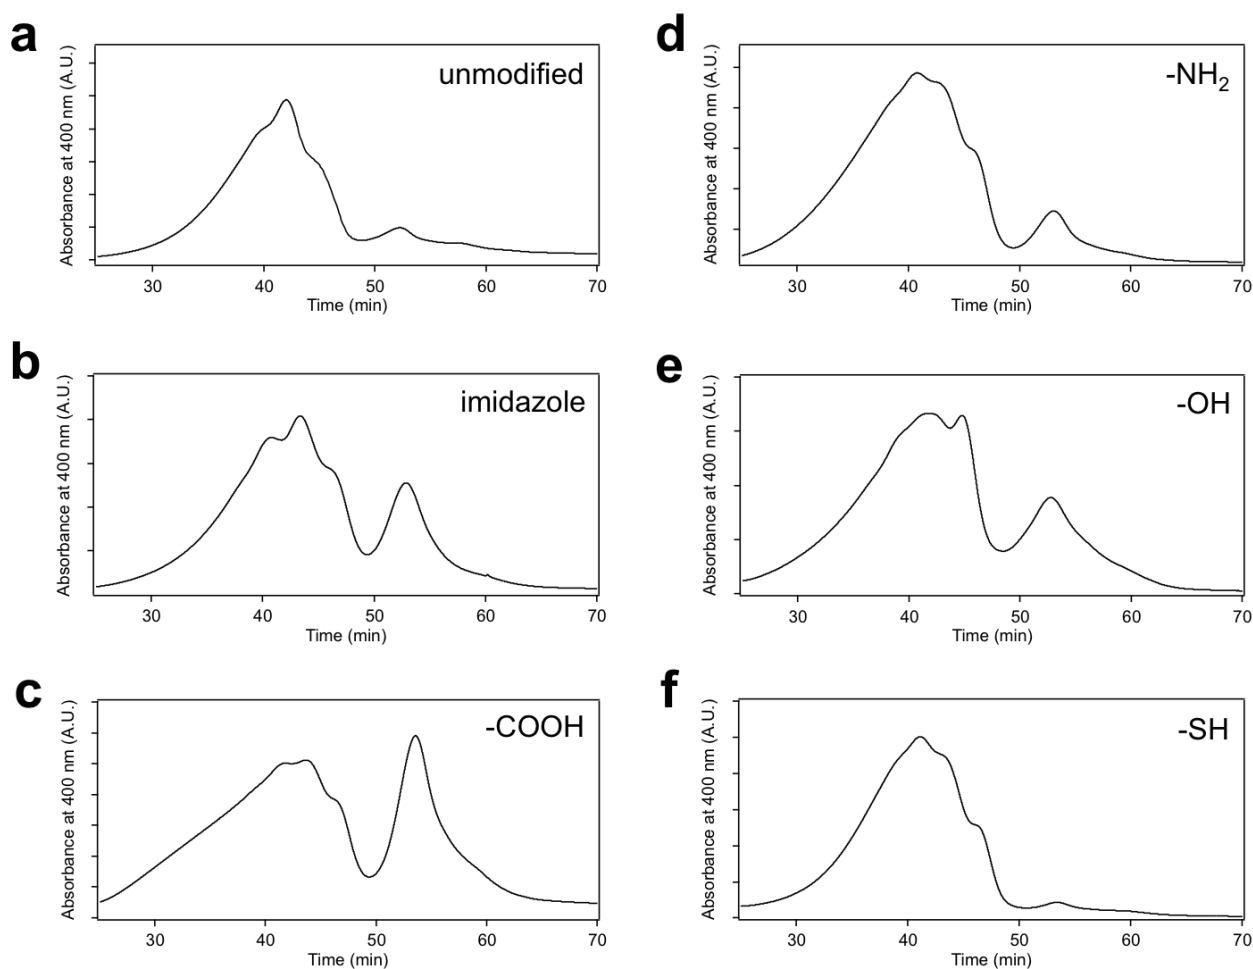 a
unmodified
Absorbance at 400 nm (A.U.)
30 40 50 60 70
Time (min)
b
imidazole
Absorbance at 400 nm (A.U.)
30 40 50 60 70
Time (min)
c
-COOH
Absorbance at 400 nm (A.U.)
30 40 50 60 70
Time (min)
d
-NH₂
Absorbance at 400 nm (A.U.)
30 40 50 60 70
Time (min)
e
-OH
Absorbance at 400 nm (A.U.)
30 40 50 60 70
Time (min)
f
-SH
Absorbance at 400 nm (A.U.)
30 40 50 60 70
Time (min)